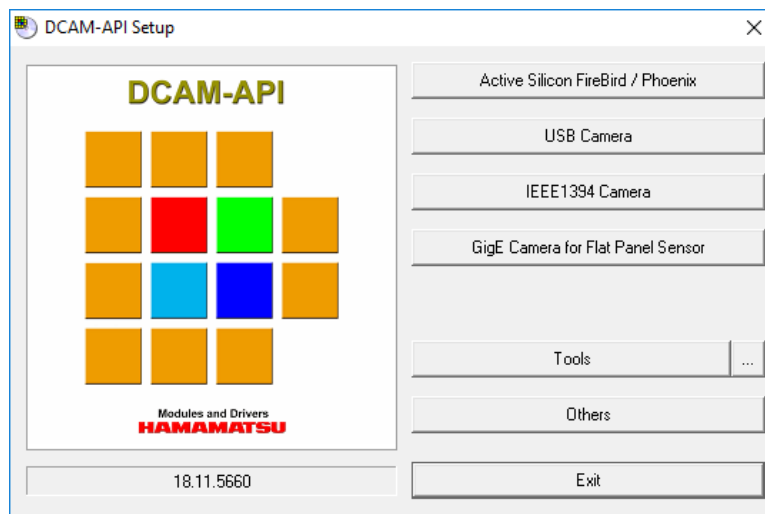 DCAM-API Setup
DCAM-API
Modules and Drivers
HAMAMATSU
18.11.5660
Active Silicon FireBird / Phoenix
USB Camera
IEEE1394 Camera
GigE Camera for Flat Panel Sensor
Tools
...
Others
Exit